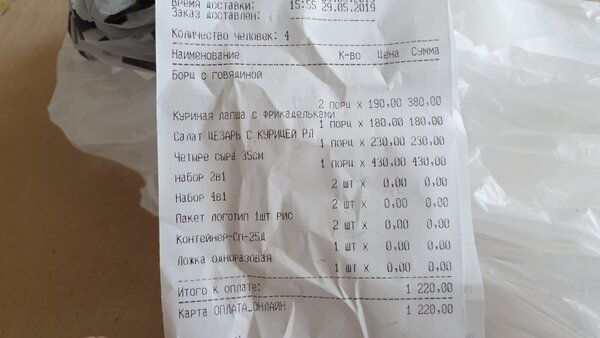 Время доставки: 15:55 29.05.2019
Заказ доставлен:
Количество человек: 4
Наименование К-во Цена Сумма
Борщ с говядиной
2 порц х 190,00 380,00
Куриная лапша с фрикадельками
1 порц х 180,00 180,00
Салат ЦЕЗАРЬ С КУРИЦЕЙ РЛ
1 порц х 230,00 230,00
Четыре сыра 35см
1 порц х 430,00 430,00
Набор 2в1
2 шт х 0,00 0,00
Набор 4в1
2 шт х 0,00 0,00
Пакет логотип 1шт рис
2 шт х 0,00 0,00
Контейнер-Сп-25Д
1 шт х 0,00 0,00
Ложка одноразовая
1 шт х 0,00 0,00
Итого к оплате: 1 220,00
Карта ОПЛАТА_ОНЛАЙН 1 220,00